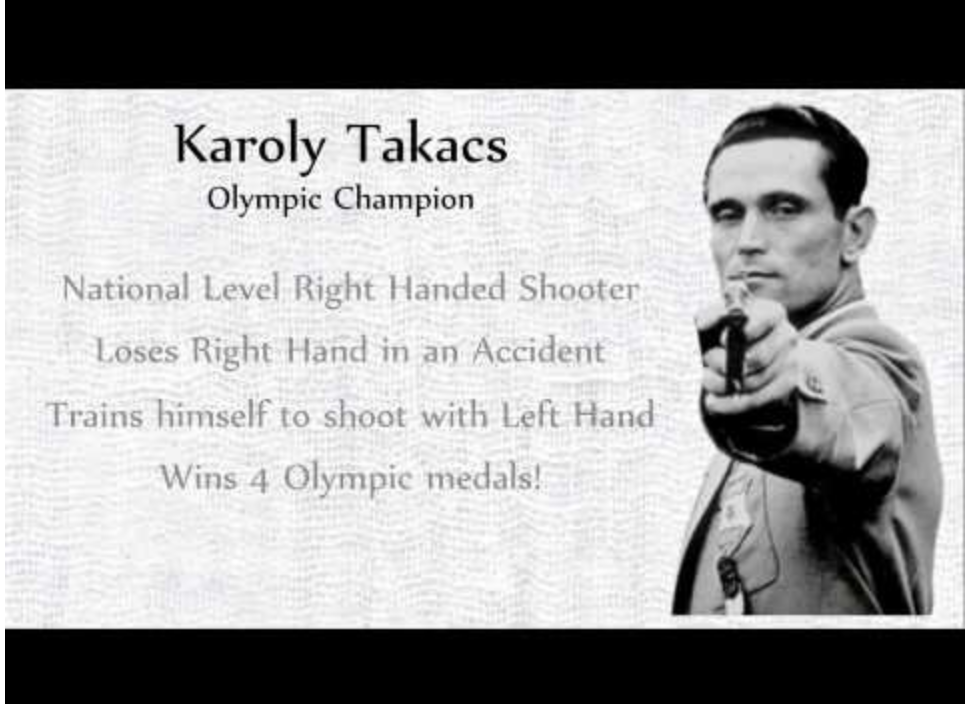 Karoly Takacs
Olympic Champion
National Level Right Handed Shooter
Loses Right Hand in an Accident
Trains himself to shoot with Left Hand
Wins 4 Olympic medals!